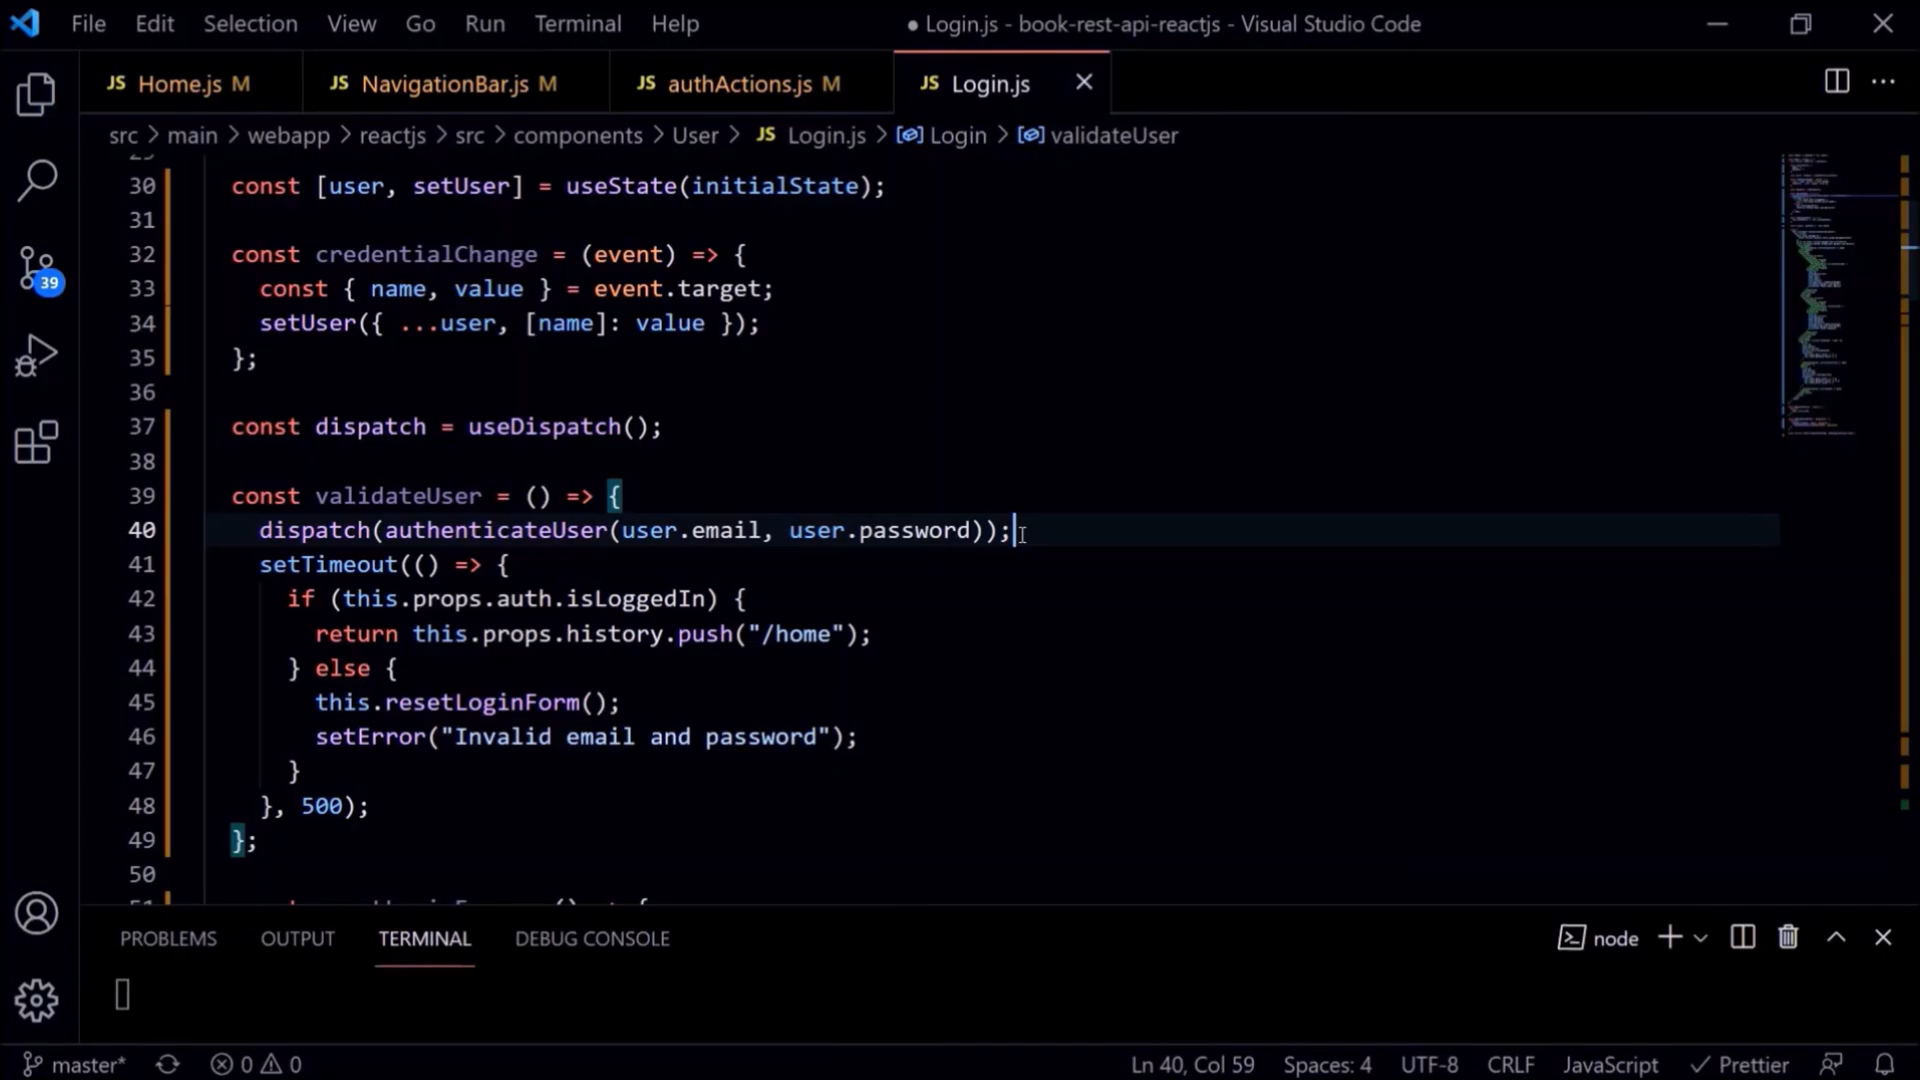 File Edit Selection View Go Run Terminal Help ● Login.js - book-rest-api-reactjs - Visual Studio Code
JS Home.js M JS NavigationBar.js M JS authActions.js M JS Login.js
src > main > webapp > reactjs > src > components > User > JS Login.js > Login > validateUser
30 const [user, setUser] = useState(initialState);
31
32 const credentialChange = (event) => {
33 const { name, value } = event.target;
34 setUser({ ...user, [name]: value });
35 };
36
37 const dispatch = useDispatch();
38
39 const validateUser = () => {
40 dispatch(authenticateUser(user.email, user.password));
41 setTimeout(() => {
42 if (this.props.auth.isLoggedIn) {
43 return this.props.history.push("/home");
44 } else {
45 this.resetLoginForm();
46 setError("Invalid email and password");
47 }
48 }, 500);
49 };
50
39
PROBLEMS OUTPUT TERMINAL DEBUG CONSOLE node
master* 0 0 Ln 40, Col 59 Spaces: 4 UTF-8 CRLF JavaScript Prettier